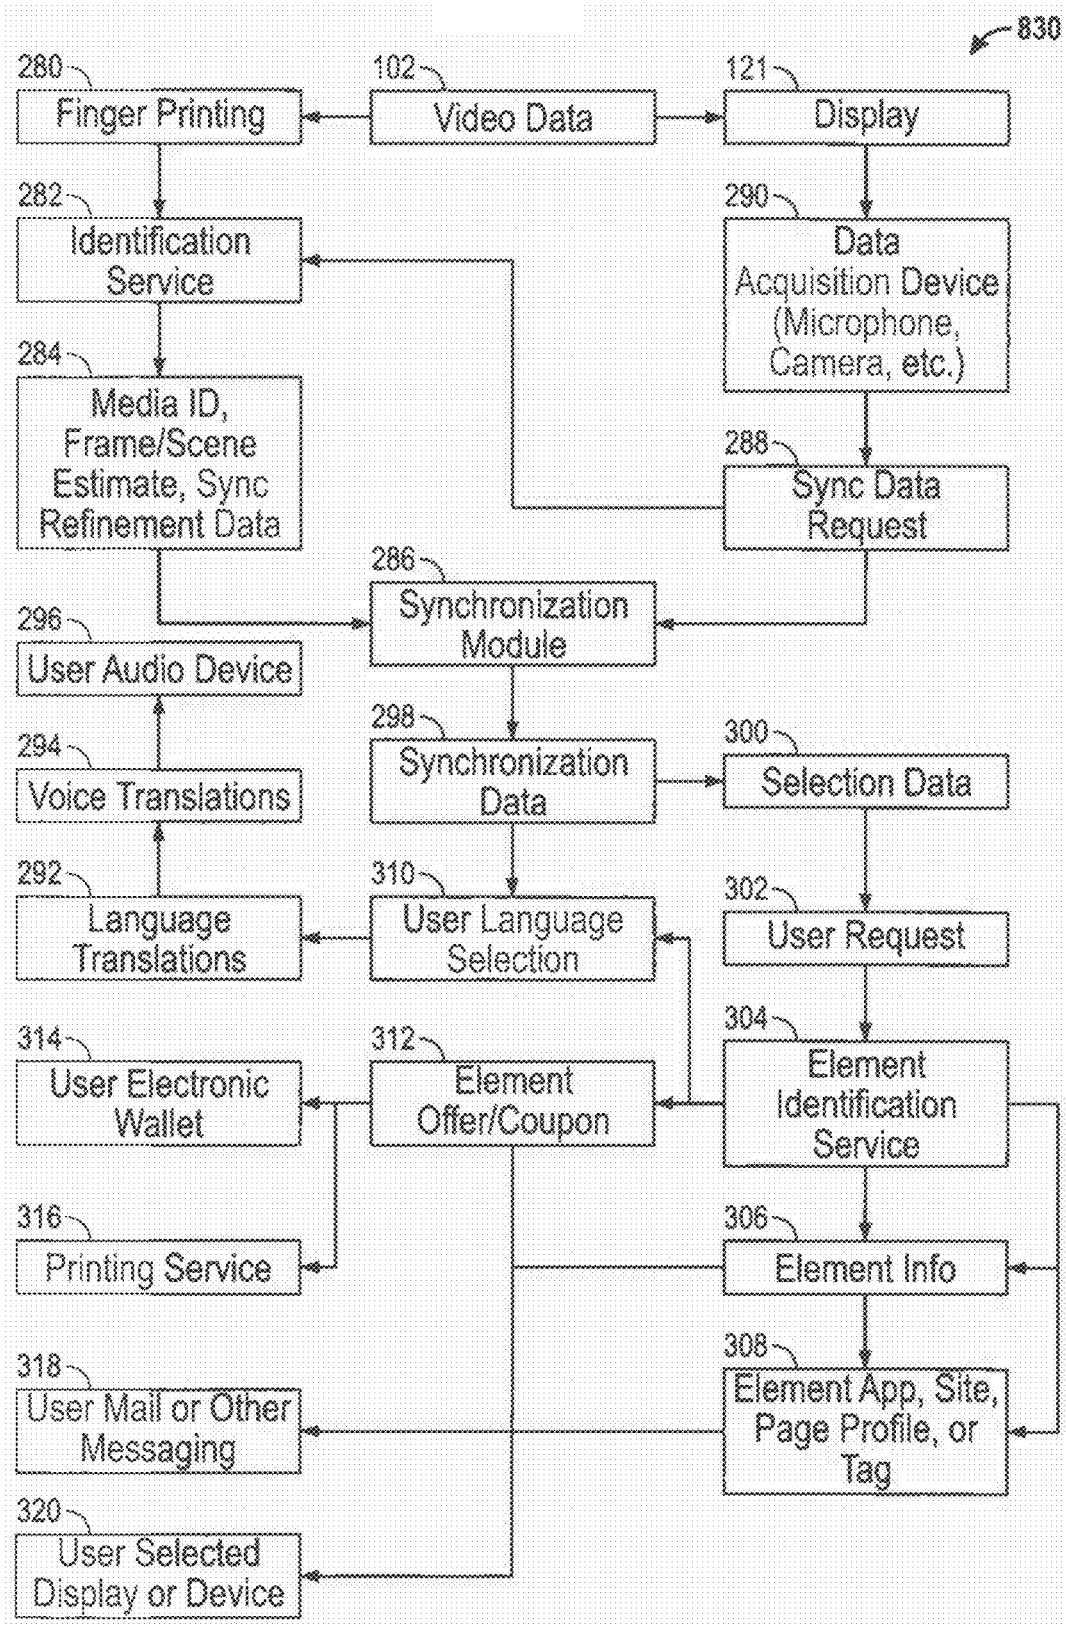 830
280
102
121
Finger Printing
Video Data
Display
282
290
Identification
Service
Data
Acquisition Device
(Microphone,
Camera, etc.)
284
Media ID,
Frame/Scene
Estimate, Sync
Refinement Data
288
Sync Data
Request
286
Synchronization
Module
296
User Audio Device
298
Synchronization
Data
300
Selection Data
294
Voice Translations
292
Language
Translations
310
User Language
Selection
302
User Request
304
Element
Identification
Service
314
User Electronic
Wallet
312
Element
Offer/Coupon
316
Printing Service
306
Element Info
308
Element App, Site,
Page Profile, or
Tag
318
User Mail or Other
Messaging
320
User Selected
Display or Device